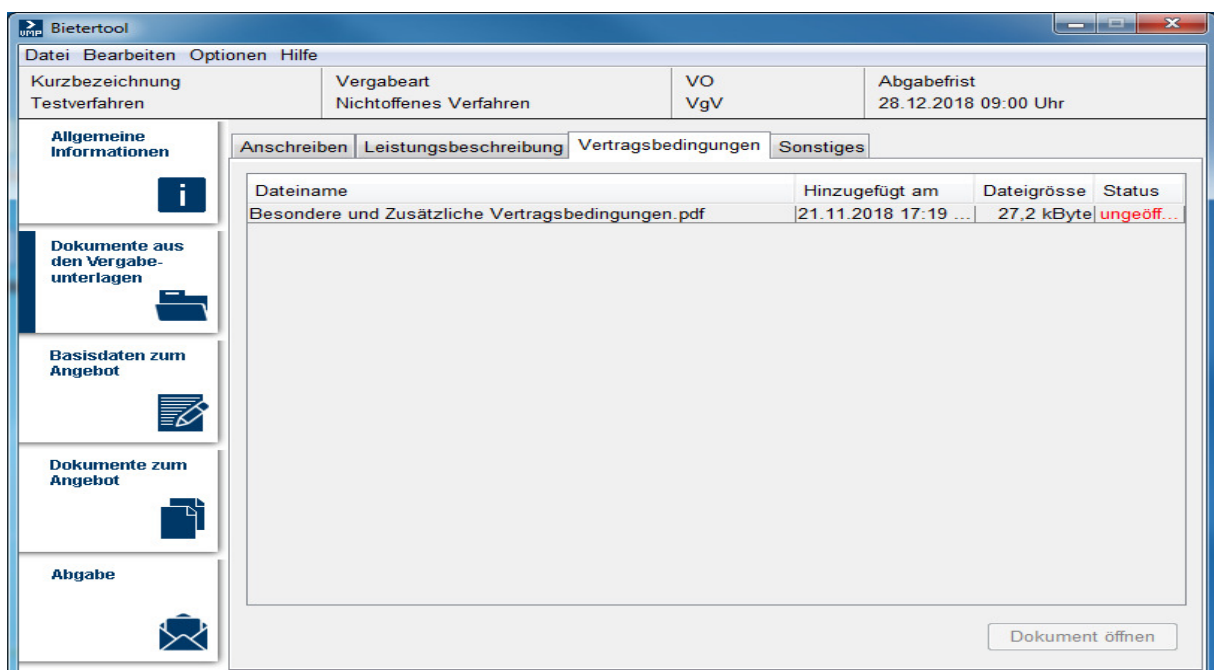 VMP Bietertool
Datei Bearbeiten Optionen Hilfe
Kurzbezeichnung Vergabeart VO Abgabefrist
Testverfahren Nichtoffenes Verfahren VgV 28.12.2018 09:00 Uhr
Allgemeine
Informationen
i
Dokumente aus
den Vergabe-
unterlagen
Basisdaten zum
Angebot
Dokumente zum
Angebot
Abgabe
Anschreiben Leistungsbeschreibung Vertragsbedingungen Sonstiges
Dateiname Hinzugefügt am Dateigrösse Status
Besondere und Zusätzliche Vertragsbedingungen.pdf 21.11.2018 17:19 ... 27,2 kByte ungeöff...
Dokument öffnen